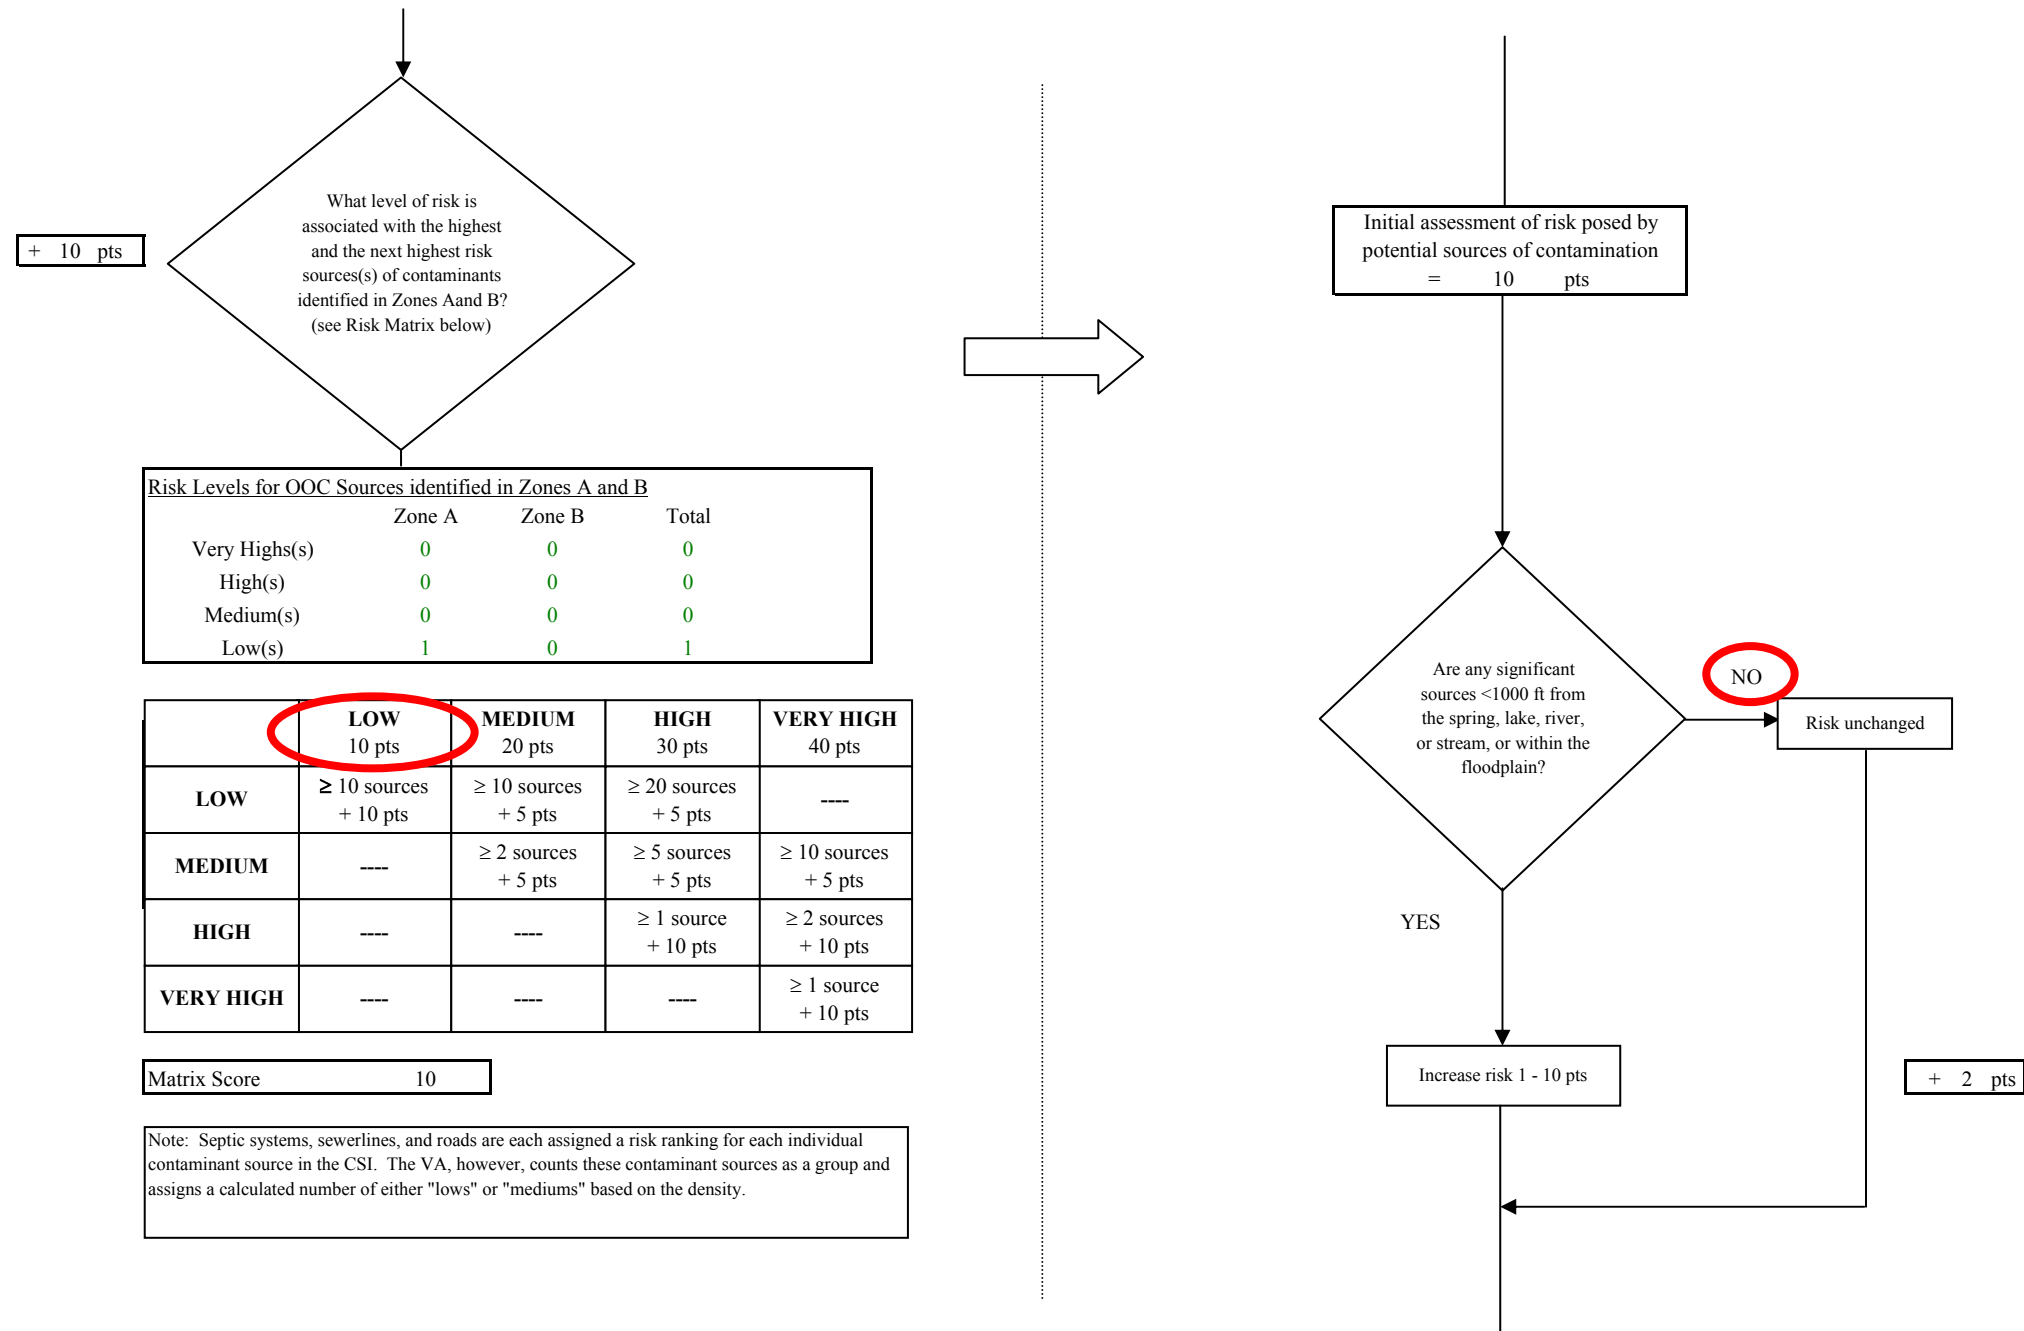 + 10 pts
What level of risk is
associated with the highest
and the next highest risk
sources(s) of contaminants
identified in Zones Aand B?
(see Risk Matrix below)
Risk Levels for OOC Sources identified in Zones A and B
Zone A Zone B Total
Very Highs(s) 0 0 0
High(s) 0 0 0
Medium(s) 0 0 0
Low(s) 1 0 1
LOW MEDIUM HIGH VERY HIGH
10 pts 20 pts 30 pts 40 pts
LOW ≥ 10 sources ≥ 10 sources ≥ 20 sources ----
+ 10 pts + 5 pts + 5 pts
MEDIUM ---- ≥ 2 sources ≥ 5 sources ≥ 10 sources
+ 5 pts + 5 pts + 5 pts
HIGH ---- ---- ≥ 1 source ≥ 2 sources
+ 10 pts + 10 pts
VERY HIGH ---- ---- ---- ≥ 1 source
+ 10 pts
Matrix Score 10
Note: Septic systems, sewerlines, and roads are each assigned a risk ranking for each individual
contaminant source in the CSI. The VA, however, counts these contaminant sources as a group and
assigns a calculated number of either "lows" or "mediums" based on the density.
Initial assessment of risk posed by
potential sources of contamination
= 10 pts
Are any significant
sources <1000 ft from
the spring, lake, river,
or stream, or within the
floodplain?
NO
Risk unchanged
YES
Increase risk 1 - 10 pts
+ 2 pts